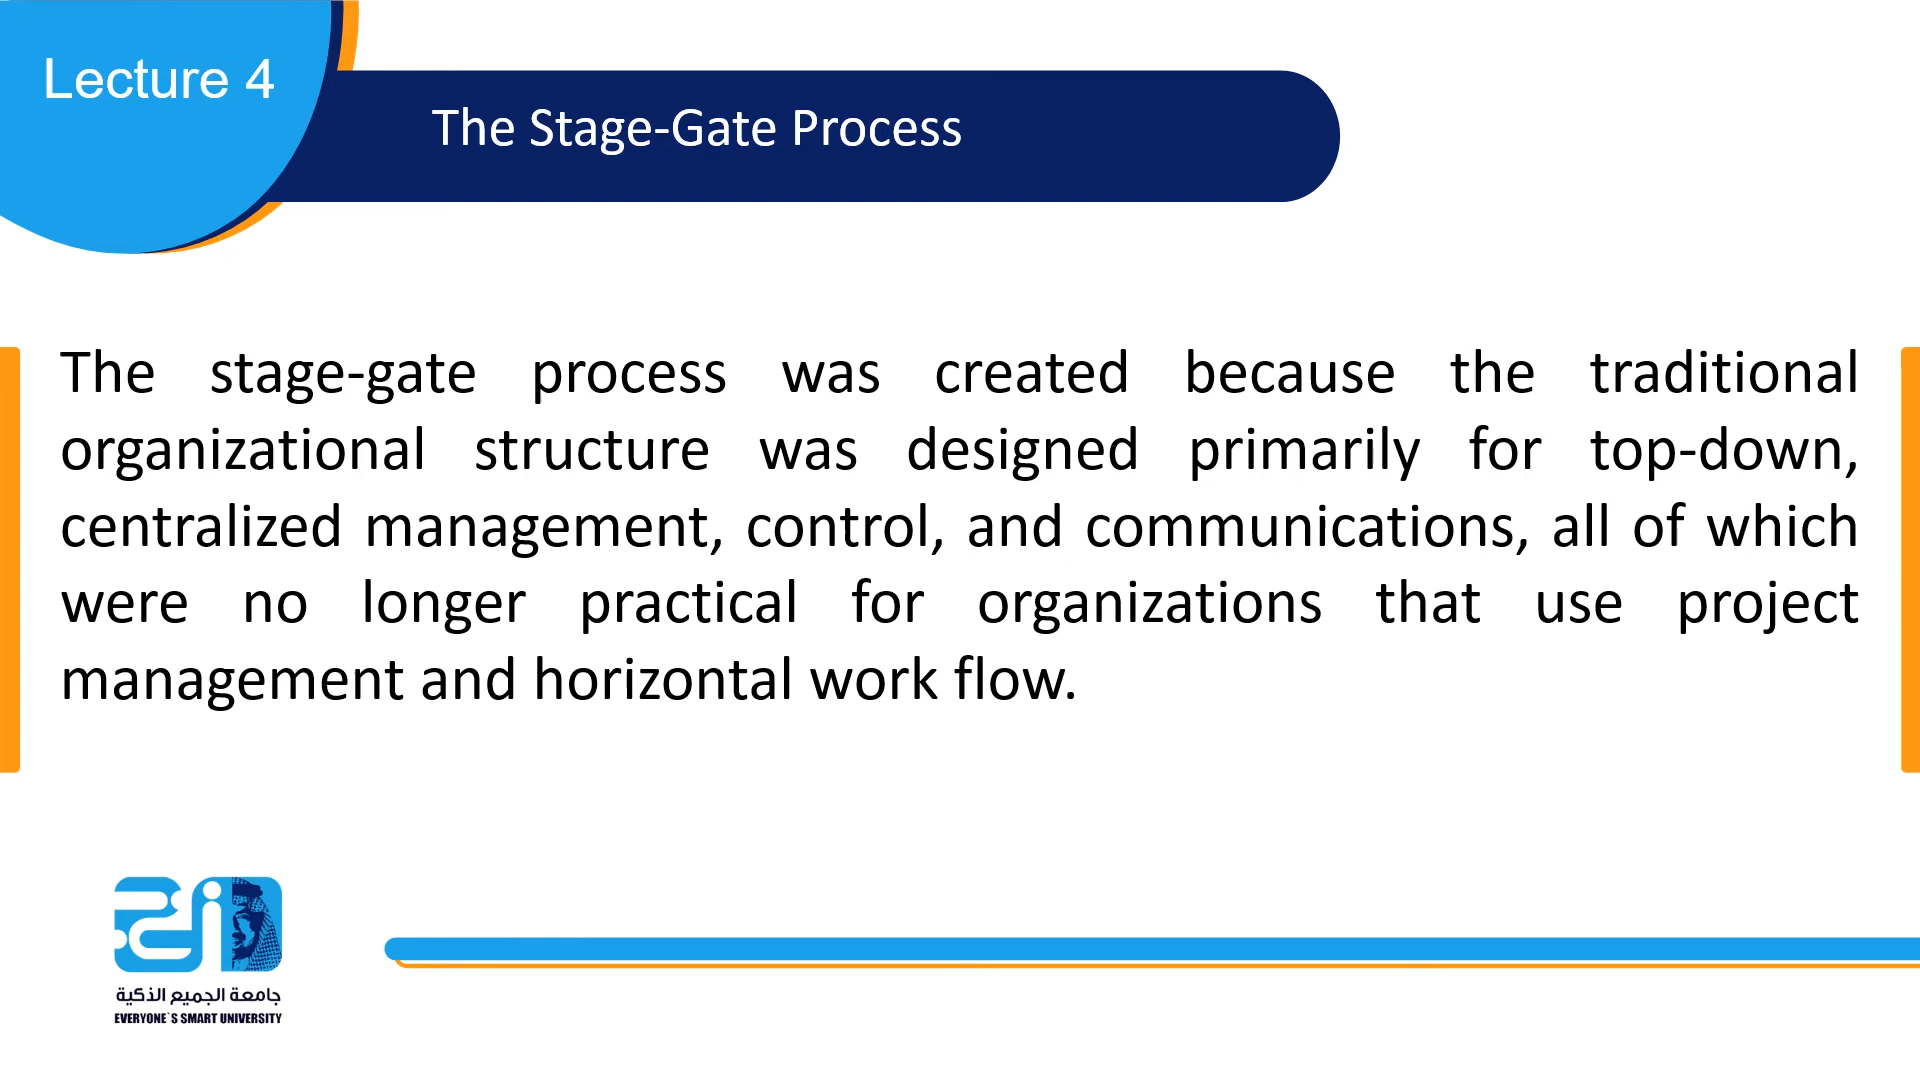 Lecture 4
The Stage-Gate Process
The stage-gate process was created because the traditional
organizational structure was designed primarily for top-down,
centralized management, control, and communications, all of which
were no longer practical for organizations that use project
management and horizontal work flow.
جامعة الجميع الذكية
EVERYONE`S SMART UNIVERSITY